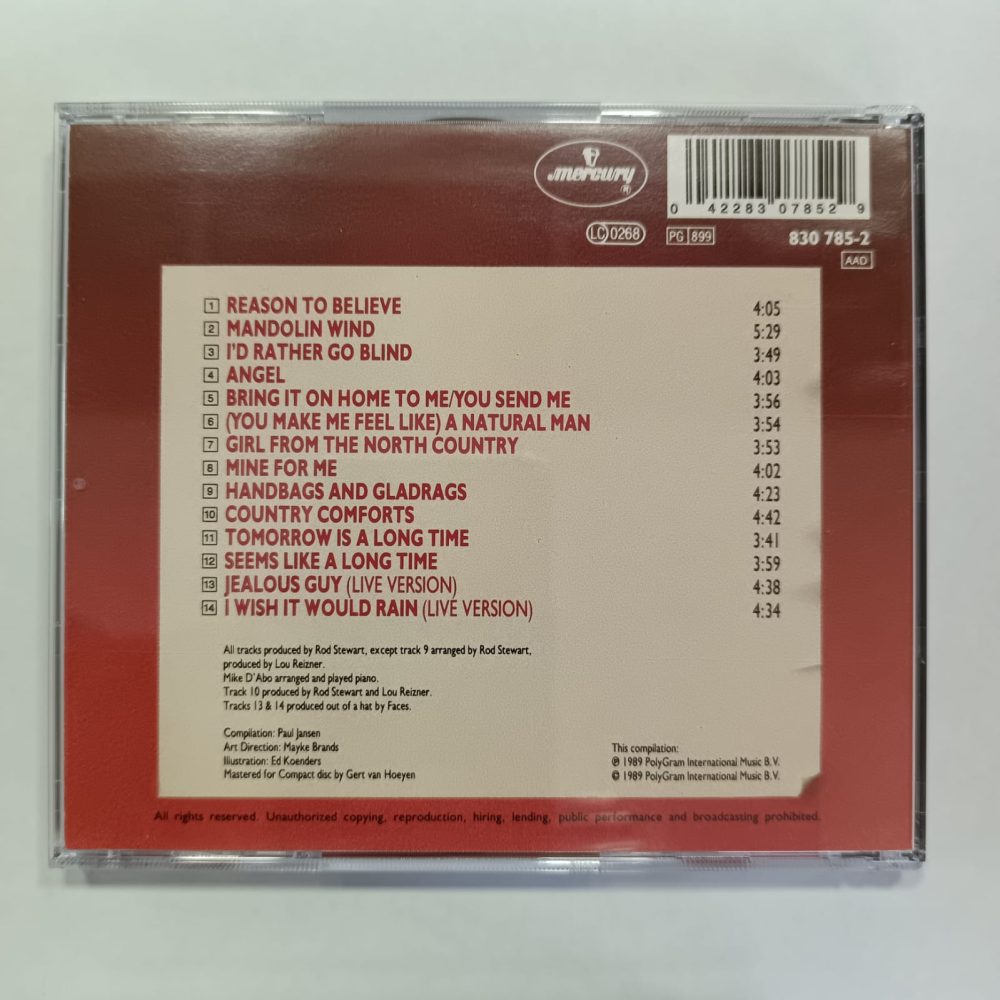 mercury
0 42283 07852 9
LC 0268
PG 899
830 785-2
AAD
1 REASON TO BELIEVE 4:05
2 MANDOLIN WIND 5:29
3 I'D RATHER GO BLIND 3:49
4 ANGEL 4:03
5 BRING IT ON HOME TO ME/YOU SEND ME 3:56
6 (YOU MAKE ME FEEL LIKE) A NATURAL MAN 3:54
7 GIRL FROM THE NORTH COUNTRY 3:53
8 MINE FOR ME 4:02
9 HANDBAGS AND GLADRAGS 4:23
10 COUNTRY COMFORTS 4:42
11 TOMORROW IS A LONG TIME 3:41
12 SEEMS LIKE A LONG TIME 3:59
13 JEALOUS GUY (LIVE VERSION) 4:38
14 I WISH IT WOULD RAIN (LIVE VERSION) 4:34
All tracks produced by Rod Stewart, except track 9 arranged by Rod Stewart,
produced by Lou Reizner.
Mike D'Abo arranged and played piano.
Track 10 produced by Rod Stewart and Lou Reizner.
Tracks 13 & 14 produced out of a hat by Faces.
Compilation: Paul Jansen
Art Direction: Mayke Brands
Illustration: Ed Koenders
Mastered for Compact disc by Gert van Hoeyen
This compilation:
℗ 1989 PolyGram International Music B.V.
© 1989 PolyGram International Music B.V.
All rights reserved. Unauthorized copying, reproduction, hiring, lending, public performance and broadcasting prohibited.